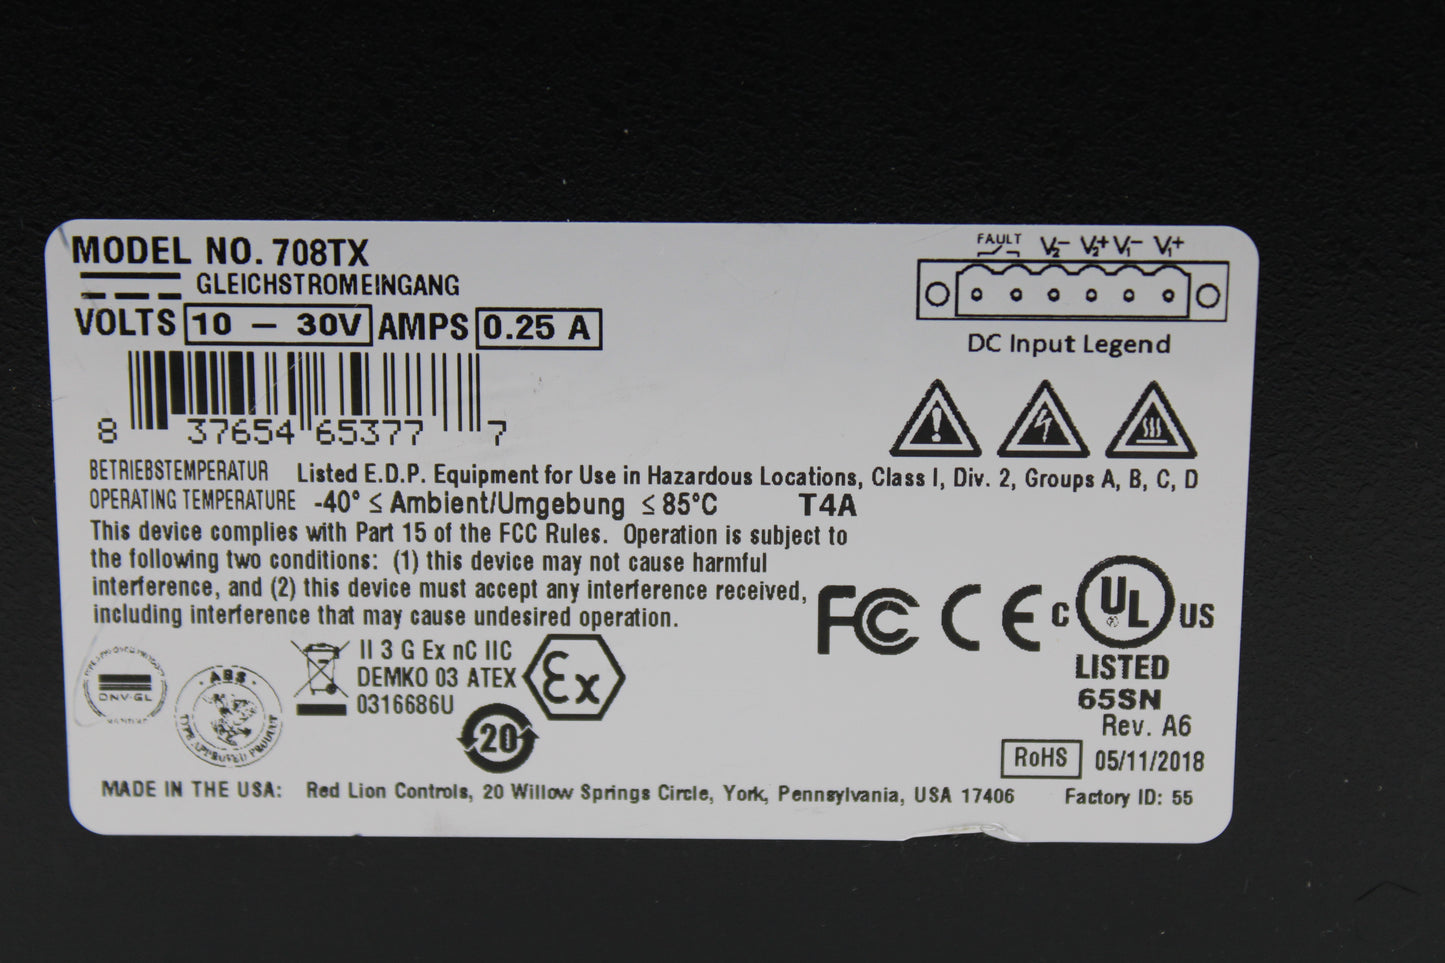 MODEL NO. 708TX
GLEICHSTROMEINGANG
VOLTS 10 – 30V AMPS 0.25 A
8 37654 65377 7
FAULT V2- V2+ V1- V1+
DC Input Legend
BETRIEBSTEMPERATUR Listed E.D.P. Equipment for Use in Hazardous Locations, Class I, Div. 2, Groups A, B, C, D
OPERATING TEMPERATURE -40° ≤ Ambient/Umgebung ≤ 85°C T4A
This device complies with Part 15 of the FCC Rules. Operation is subject to
the following two conditions: (1) this device may not cause harmful
interference, and (2) this device must accept any interference received,
including interference that may cause undesired operation.
FC CE C UL US
LISTED
65SN
Rev. A6
RoHS 05/11/2018
II 3 G Ex nC IIC
DEMKO 03 ATEX
0316686U
Ex
20
DNV·GL
ABS
TYPE APPROVED PRODUCT
MADE IN THE USA: Red Lion Controls, 20 Willow Springs Circle, York, Pennsylvania, USA 17406 Factory ID: 55